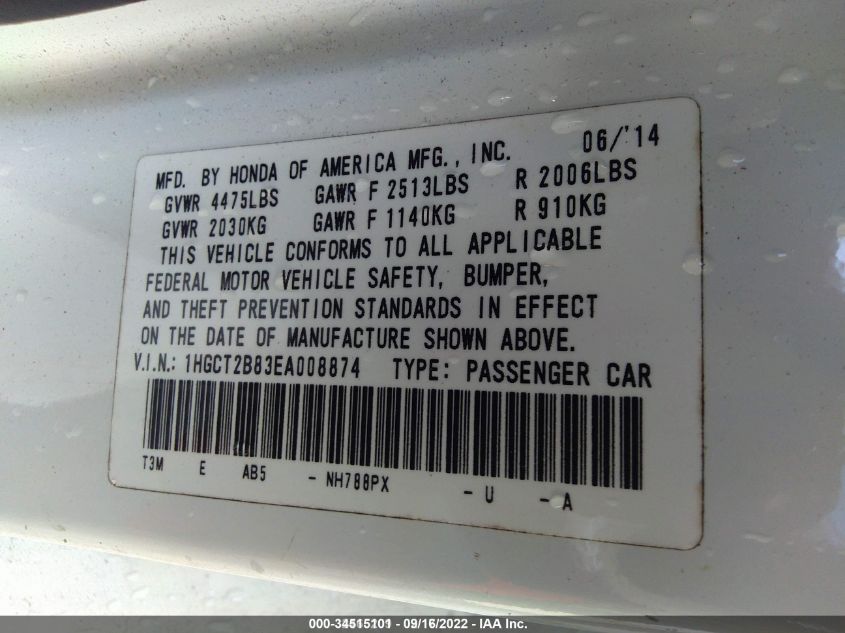 MFD. BY HONDA OF AMERICA MFG., INC. 06/'14
GVWR 4475LBS GAWR F 2513LBS R 2006LBS
GVWR 2030KG GAWR F 1140KG R 910KG
THIS VEHICLE CONFORMS TO ALL APPLICABLE
FEDERAL MOTOR VEHICLE SAFETY, BUMPER,
AND THEFT PREVENTION STANDARDS IN EFFECT
ON THE DATE OF MANUFACTURE SHOWN ABOVE.
V.I.N.: 1HGCT2B83EA008874 TYPE: PASSENGER CAR
T3M E AB5 - NH788PX - U - A
000-34515101 - 09/16/2022 - IAA Inc.